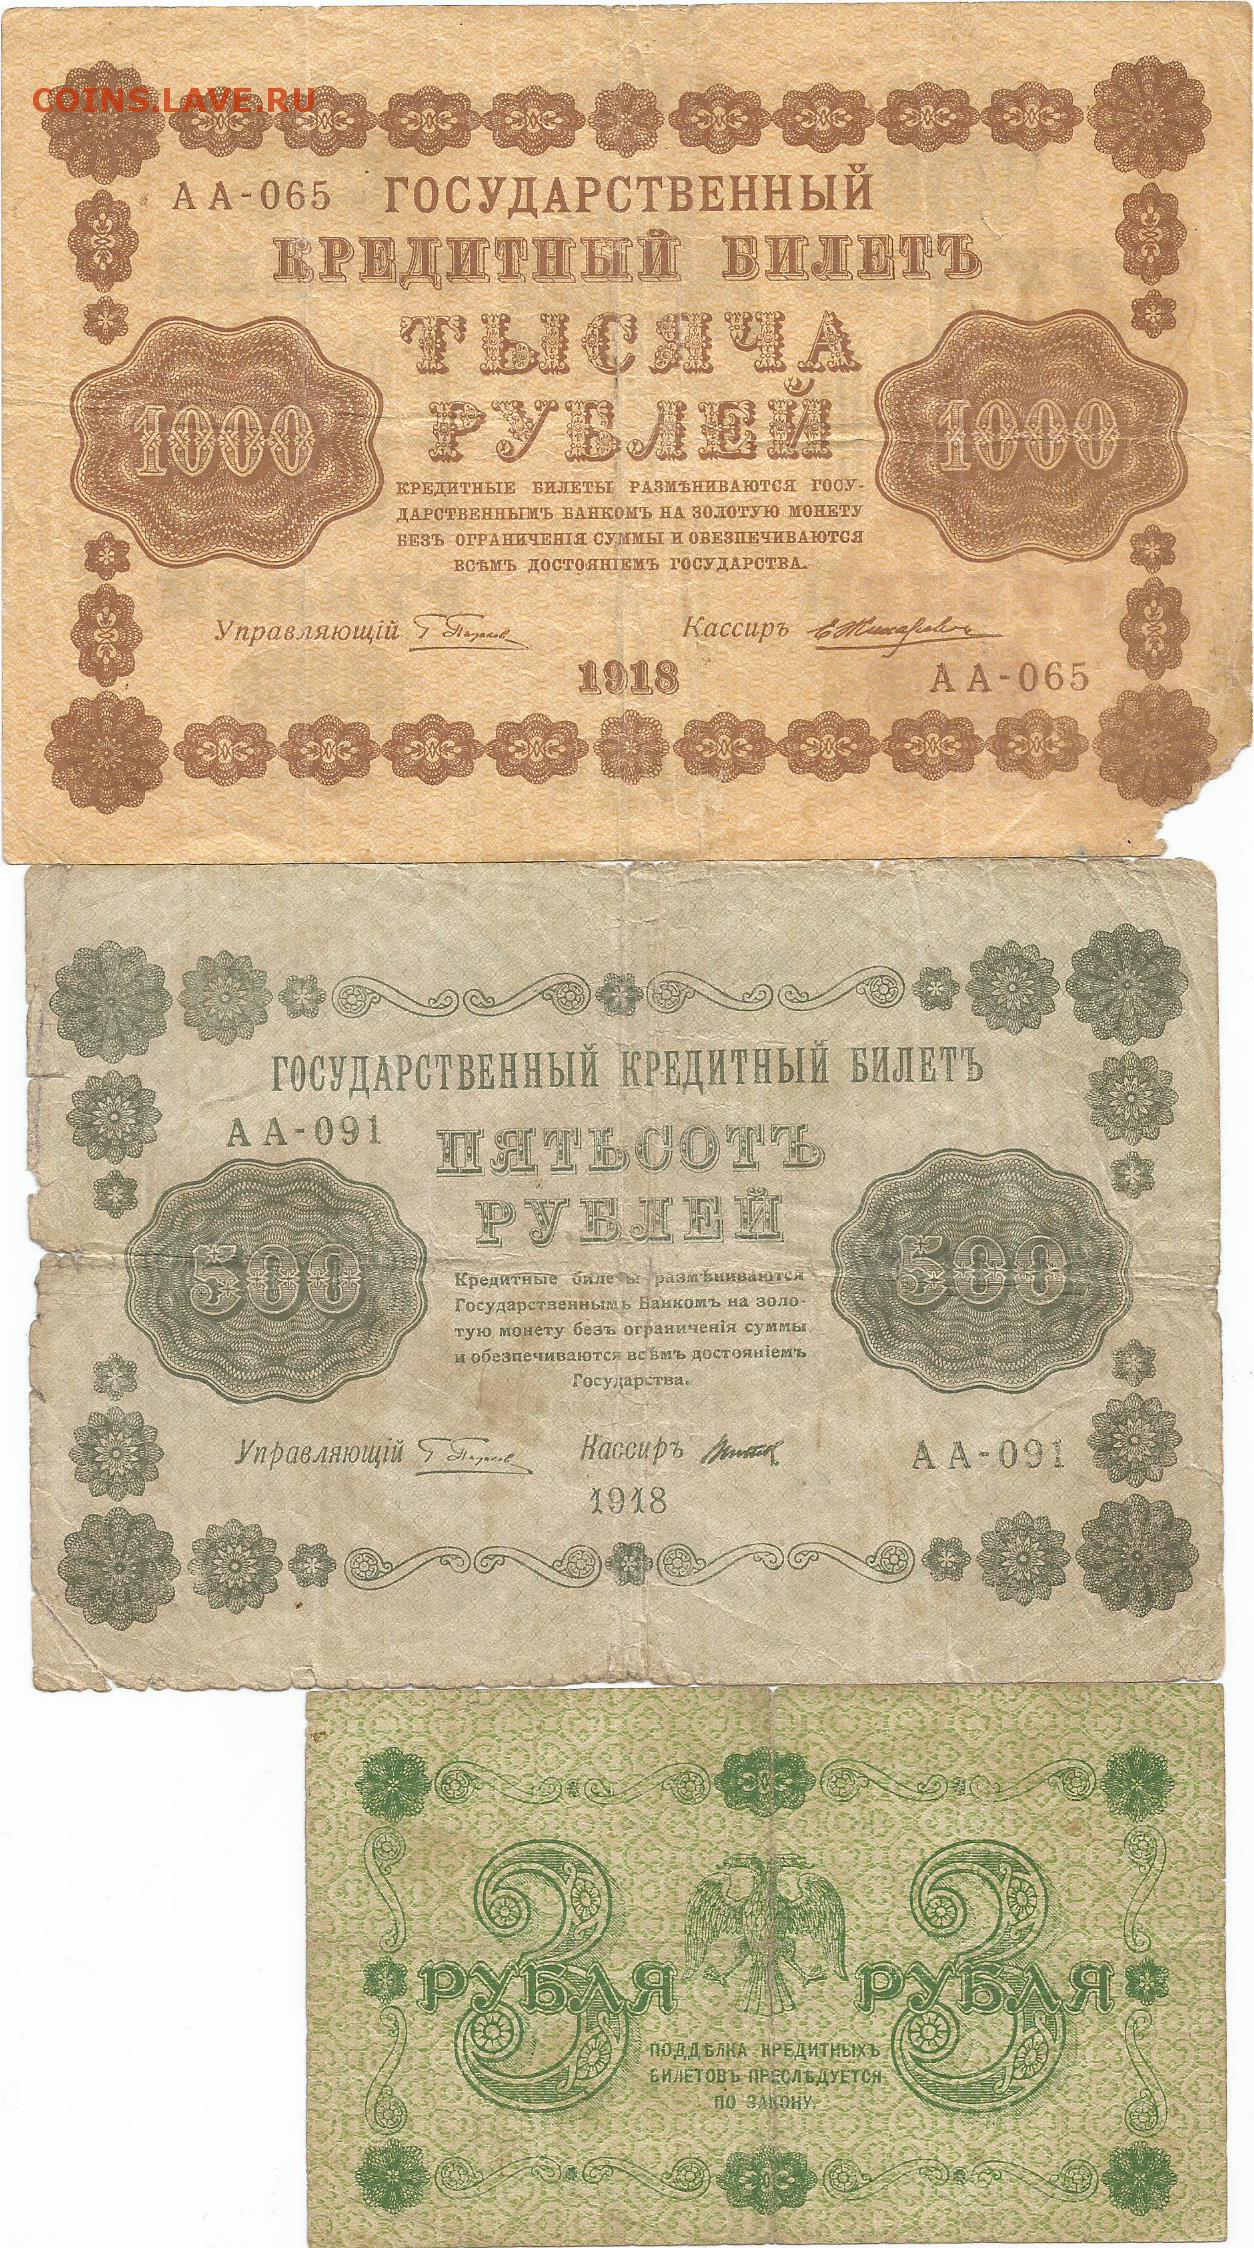 COINS.LAVE.RU
АА-065 ГОСУДАРСТВЕННЫЙ
КРЕДИТНЫЙ БИЛЕТЪ
ТЫСЯЧА
РУБЛЕЙ
1000 1000
КРЕДИТНЫЕ БИЛЕТЫ РАЗМѢНИВАЮТСЯ ГОСУ-
ДАРСТВЕННЫМЪ БАНКОМЪ НА ЗОЛОТУЮ МОНЕТУ
БЕЗЪ ОГРАНИЧЕНІЯ СУММЫ И ОБЕЗПЕЧИВАЮТСЯ
ВСѢМЪ ДОСТОЯНІЕМЪ ГОСУДАРСТВА.
Управляющій Кассиръ
1918 АА-065
ГОСУДАРСТВЕННЫЙ КРЕДИТНЫЙ БИЛЕТЪ
АА-091 ПЯТЬСОТЪ
РУБЛЕЙ
500 500
Кредитные билеты размѣниваются
Государственнымъ Банкомъ на золо-
тую монету безъ ограниченія суммы
и обезпечиваются всѣмъ достояніемъ
Государства.
Управляющій Кассиръ АА-091
1918
3 3
РУБЛЯ РУБЛЯ
ПОДДѢЛКА КРЕДИТНЫХЪ
БИЛЕТОВЪ ПРЕСЛѢДУЕТСЯ
ПО ЗАКОНУ.